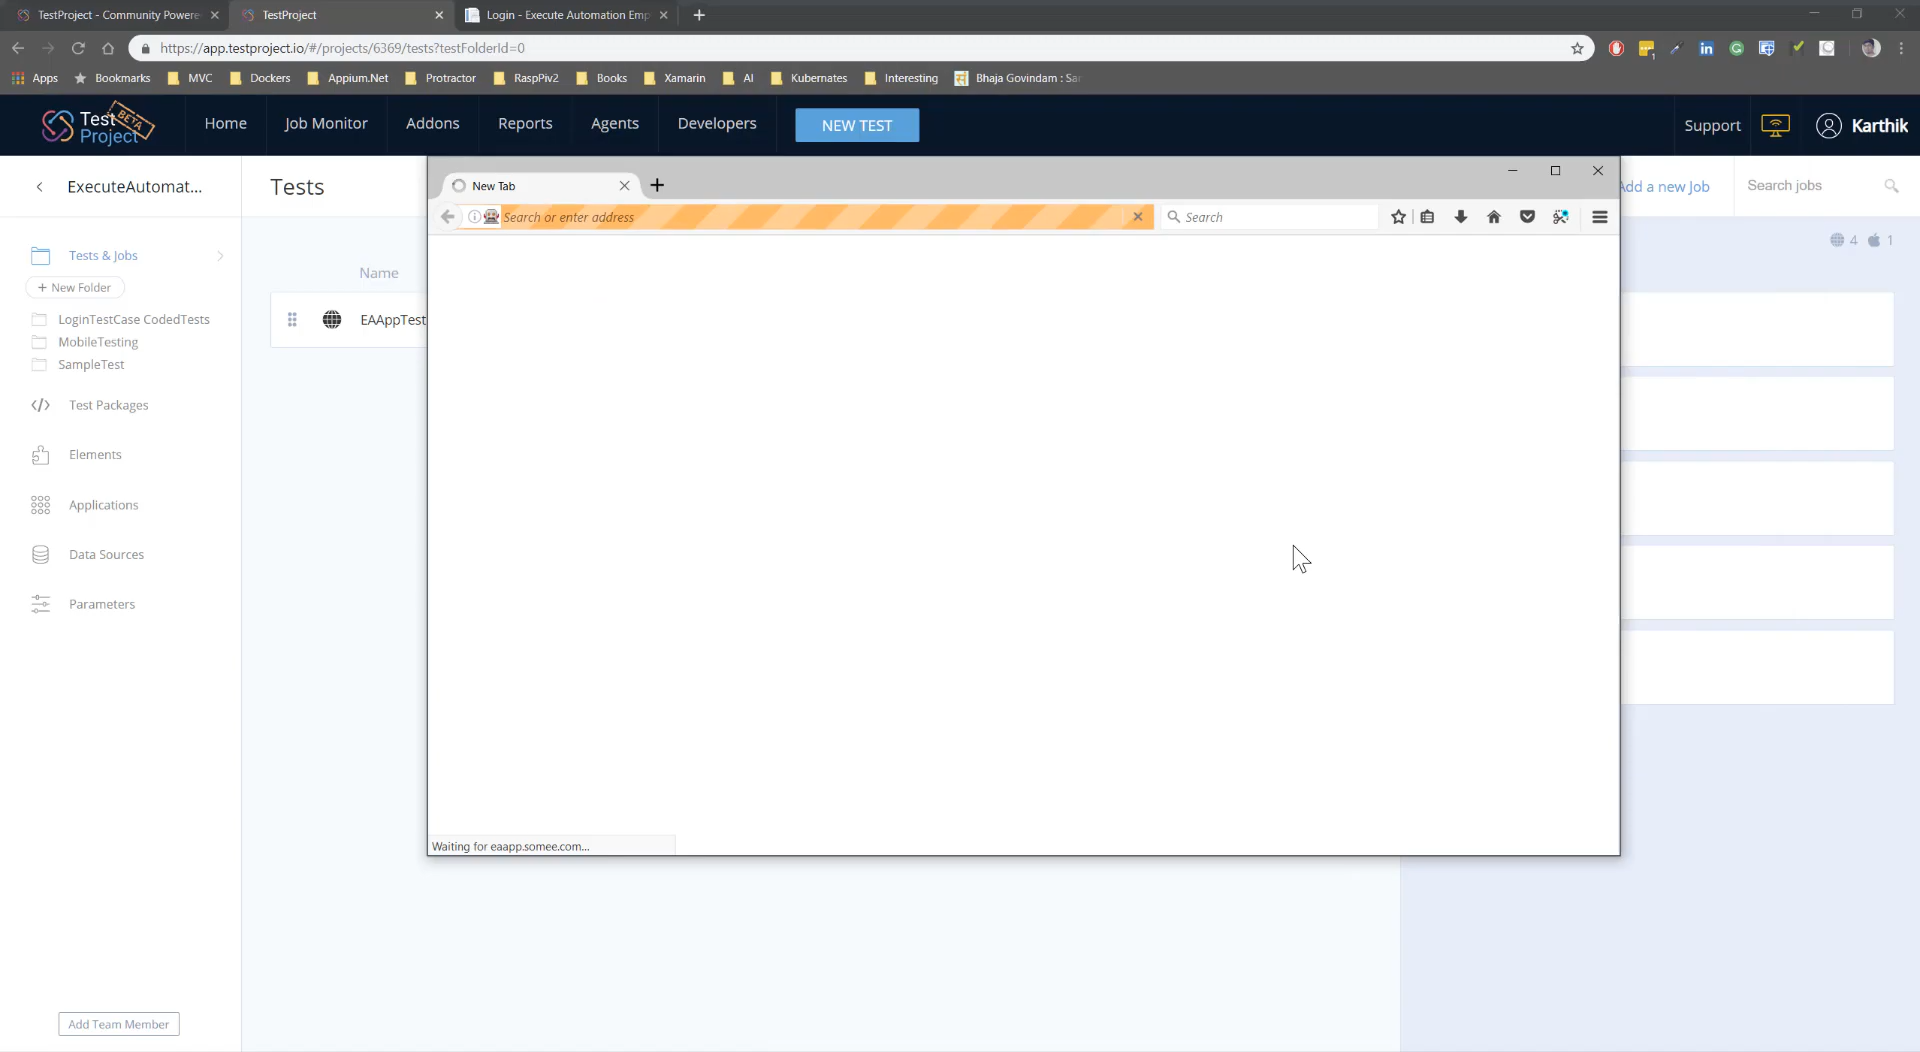 TestProject - Community Powere
TestProject
Login - Execute Automation Emp
https://app.testproject.io/#/projects/6369/tests?testFolderId=0
Apps
Bookmarks
MVC
Dockers
Appium.Net
Protractor
RaspPiv2
Books
Xamarin
AI
Kubernates
Interesting
Bhaja Govindam : Sa
Test
Project
BETA
Home
Job Monitor
Addons
Reports
Agents
Developers
NEW TEST
Support
Karthik
ExecuteAutomat...
Tests
New Tab
Add a new Job
Search jobs
Search or enter address
Search
4
1
Tests & Jobs
+ New Folder
Name
LoginTestCase CodedTests
EAAppTest
MobileTesting
SampleTest
Test Packages
Elements
Applications
Data Sources
Parameters
Waiting for eaapp.somee.com...
Add Team Member